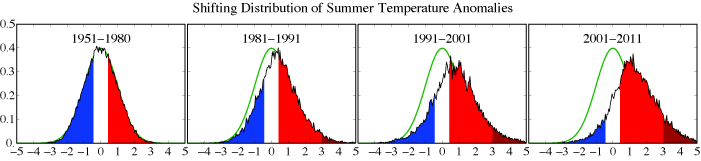 Shifting Distribution of Summer Temperature Anomalies
0.5
0.4
0.3
0.2
0.1
0.
1951−1980
1981−1991
1991−2001
2001−2011
−5 −4 −3 −2 −1 0 1 2 3 4 5
−4 −3 −2 −1 0 1 2 3 4 5
−4 −3 −2 −1 0 1 2 3 4 5
−4 −3 −2 −1 0 1 2 3 4 5